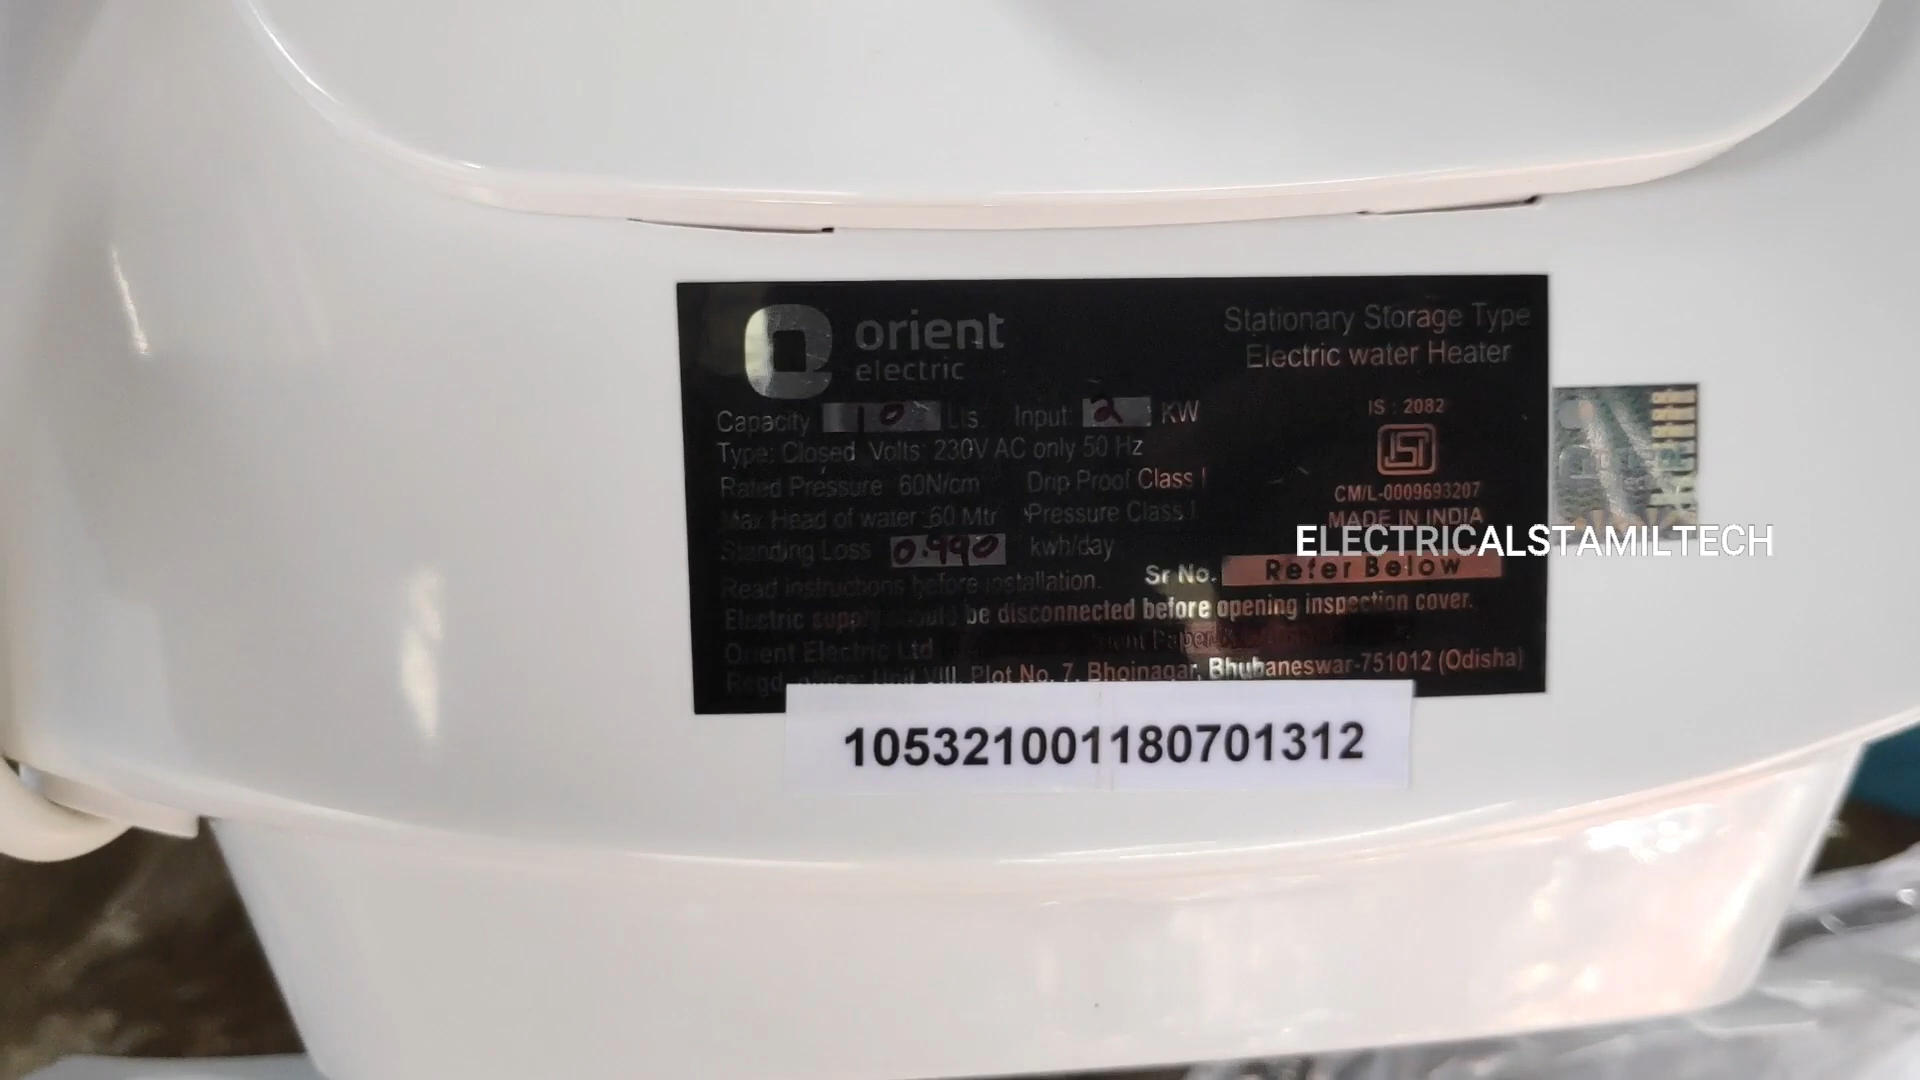 orient
electric
Stationary Storage Type
Electric water Heater
Capacity 10 Lts. Input: 2 KW
IS : 2082
Type: Closed Volts: 230V AC only 50 Hz
Rated Pressure 60N/cm Drip Proof Class I
CM/L-0009693207
Max Head of water :60 Mtr Pressure Class I
MADE IN INDIA
ELECTRICALSTAMILTECH
Standing Loss 0.990 kwh/day
Sr No. Refer Below
Read instructions before installation.
Electric supply should be disconnected before opening inspection cover.
Orient Electric Ltd
Regd. office: Unit VIII, Plot No. 7, Bhoinagar, Bhubaneswar-751012 (Odisha)
105321001180701312